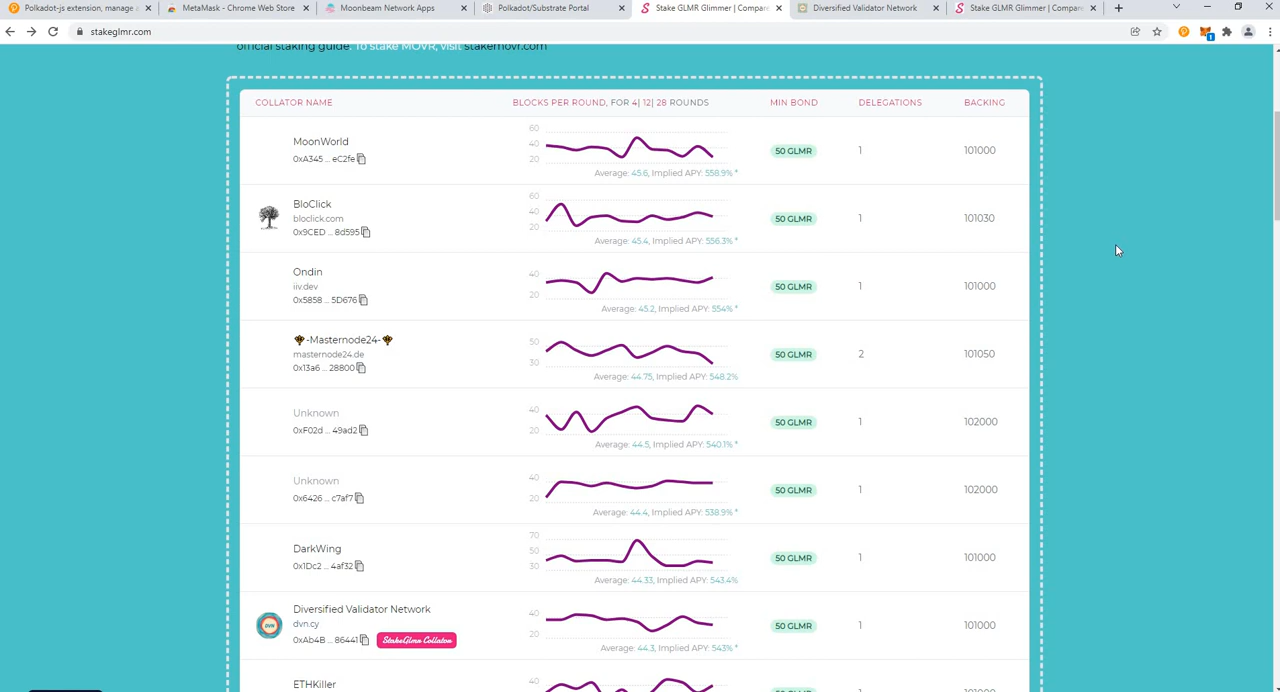 Polkadot-js extension, manage a
MetaMask - Chrome Web Store
Moonbeam Network Apps
Polkadot/Substrate Portal
Stake GLMR Glimmer | Compare
Diversified Validator Network
Stake GLMR Glimmer | Compare
stakeglmr.com
1
official staking guide. To stake MOVR, visit stakemovr.com
COLLATOR NAME
BLOCKS PER ROUND, FOR 4| 12| 28 ROUNDS
MIN BOND
DELEGATIONS
BACKING
MoonWorld
0xA345 ... eC2fe
60
40
20
Average: 45.6, Implied APY: 558.9% *
50 GLMR
1
101000
BloClick
bloclick.com
0x9CED ... 8d595
60
40
20
Average: 45.4, Implied APY: 556.3% *
50 GLMR
1
101030
Ondin
iiv.dev
0x5858 ... 5D676
40
20
Average: 45.2, Implied APY: 554% *
50 GLMR
1
101000
-Masternode24-
masternode24.de
0x13a6 ... 28800
50
30
Average: 44.75, Implied APY: 548.2%
50 GLMR
2
101050
Unknown
0xF02d ... 49ad2
40
20
Average: 44.5, Implied APY: 540.1% *
50 GLMR
1
102000
Unknown
0x6426 ... c7af7
40
20
Average: 44.4, Implied APY: 538.9% *
50 GLMR
1
102000
DarkWing
0x1Dc2 ... 4af32
70
50
30
Average: 44.33, Implied APY: 543.4%
50 GLMR
1
101000
DVN
Diversified Validator Network
dvn.cy
0xAb4B ... 86441
StakeGlmr Collator
40
20
Average: 44.3, Implied APY: 543% *
50 GLMR
1
101000
ETHKiller
40
50 GLMR
1
101000